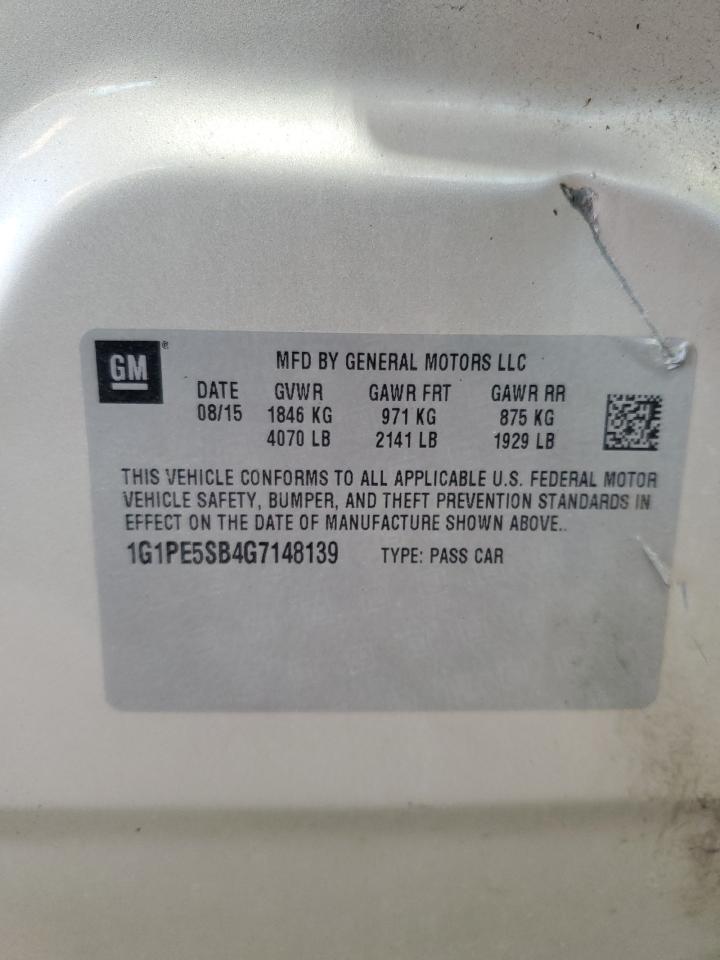 GM ®
MFD BY GENERAL MOTORS LLC
DATE GVWR GAWR FRT GAWR RR
08/15 1846 KG 971 KG 875 KG
4070 LB 2141 LB 1929 LB
THIS VEHICLE CONFORMS TO ALL APPLICABLE U.S. FEDERAL MOTOR
VEHICLE SAFETY, BUMPER, AND THEFT PREVENTION STANDARDS IN
EFFECT ON THE DATE OF MANUFACTURE SHOWN ABOVE..
1G1PE5SB4G7148139 TYPE: PASS CAR